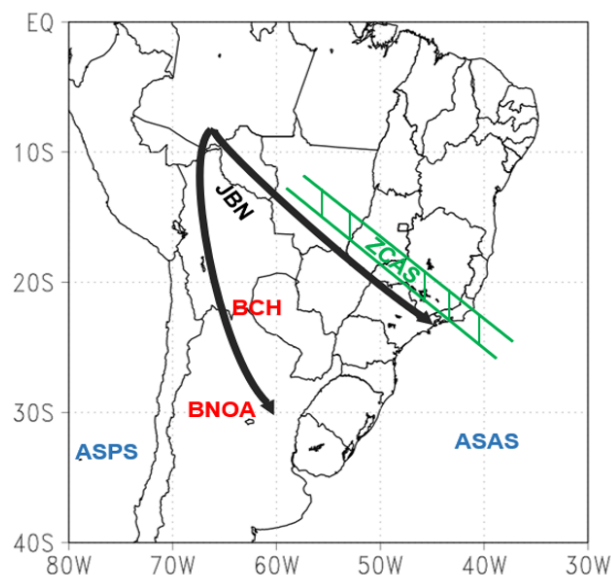 EQ
10S
JBN
ZCAS
20S
BCH
30S
BNOA
ASPS
ASAS
40S
80W 70W 60W 50W 40W 30W